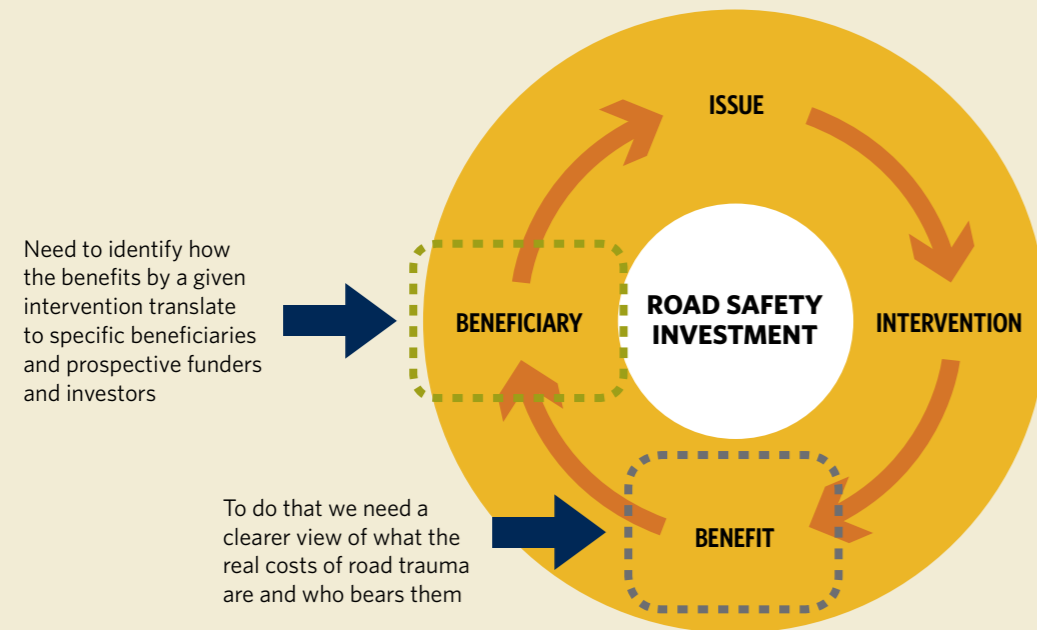 ISSUE
Need to identify how
the benefits by a given
intervention translate
to specific beneficiaries
and prospective funders
and investors
BENEFICIARY
ROAD SAFETY
INVESTMENT
INTERVENTION
To do that we need a
clearer view of what the
real costs of road trauma
are and who bears them
BENEFIT